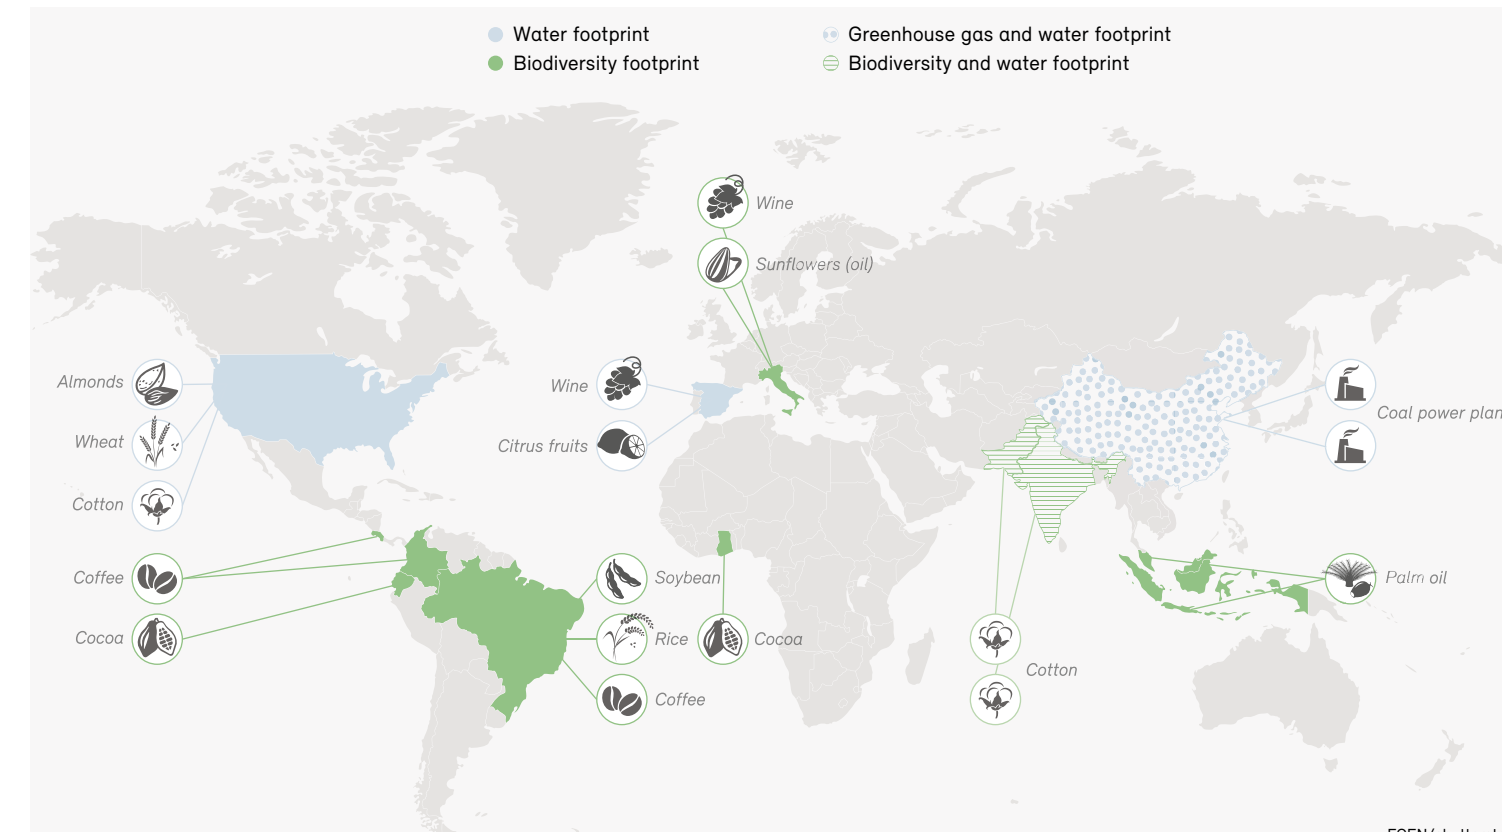 Water footprint
Biodiversity footprint
Greenhouse gas and water footprint
Biodiversity and water footprint
Wine
Sunflowers (oil)
Almonds
Wheat
Cotton
Wine
Citrus fruits
Coal power plan
Coffee
Cocoa
Soybean
Rice
Coffee
Cocoa
Cotton
Palm oil